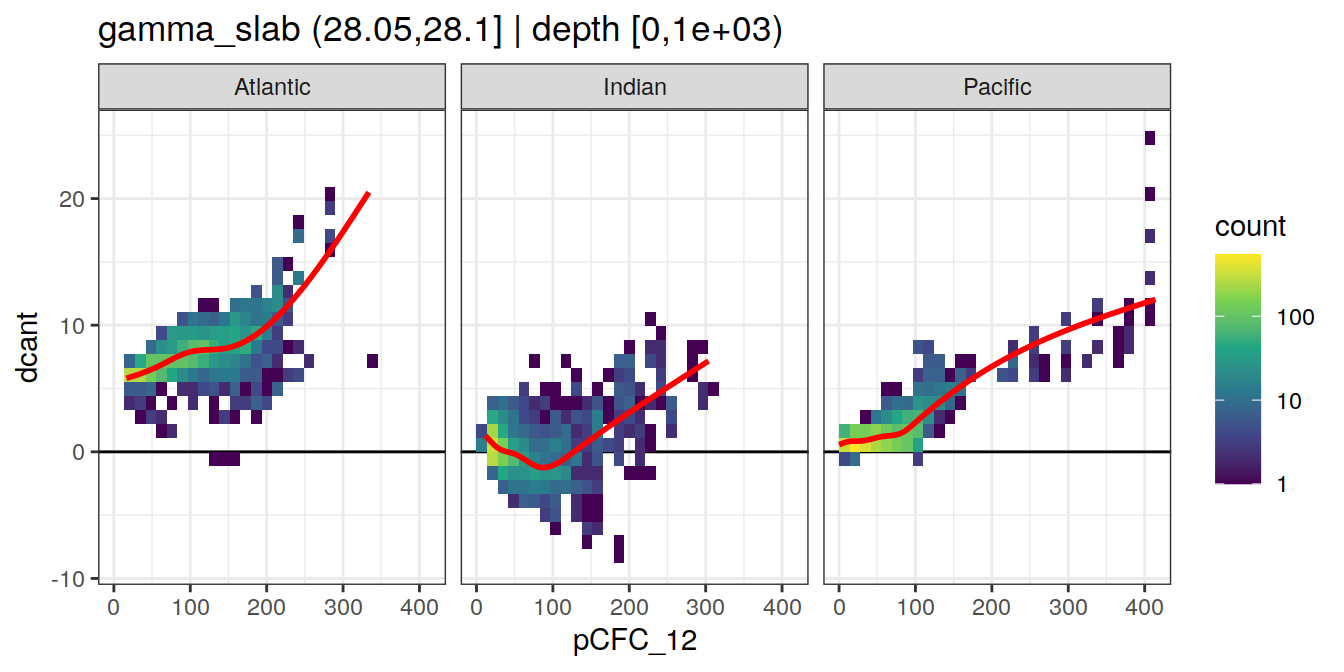 gamma_slab (28.05,28.1] | depth [0,1e+03)
Atlantic Indian Pacific
20
10
0
-10
dcant
0 100 200 300 400 0 100 200 300 400 0 100 200 300 400
pCFC_12
count
100
10
1